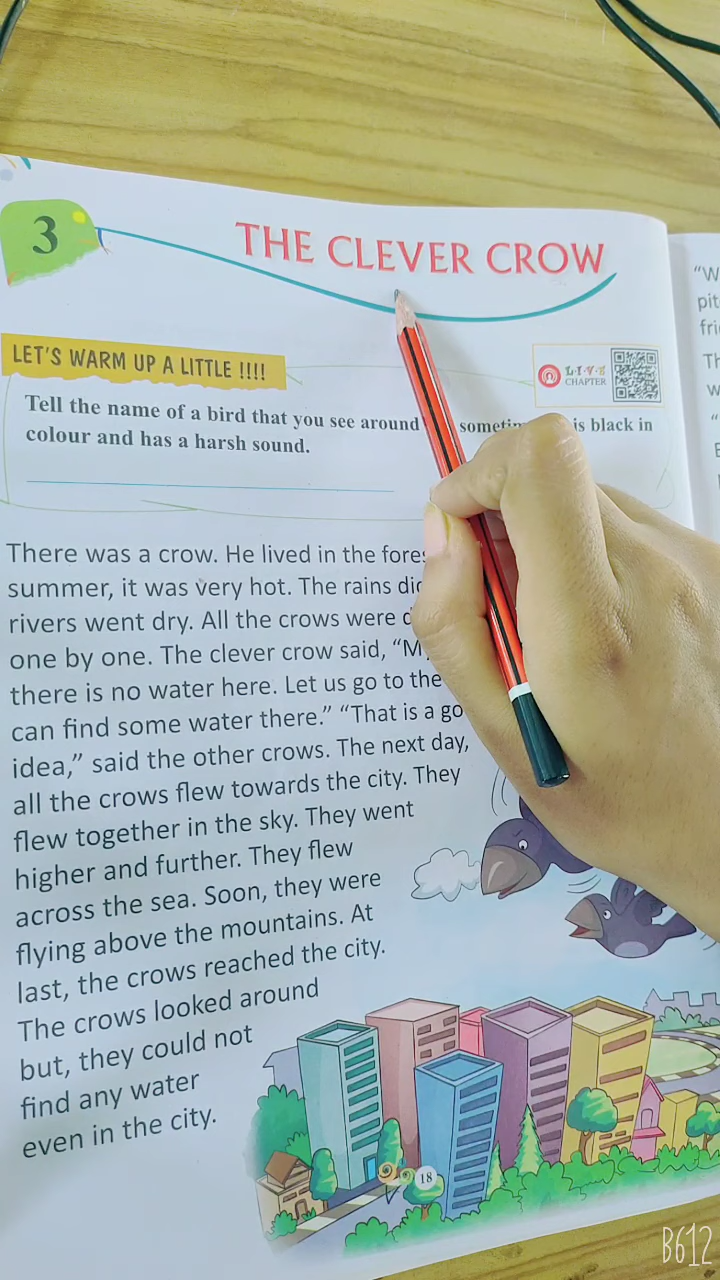 3
THE CLEVER CROW
LET'S WARM UP A LITTLE !!!!
L·I·V·E
CHAPTER
Tell the name of a bird that you see around is black in
colour and has a harsh sound.
There was a crow. He lived in the
summer, it was very hot. The rains
rivers went dry. All the crows were
one by one. The clever crow said, “
there is no water here. Let us go to the
can find some water there.” “That is a
idea,” said the other crows. The next day,
all the crows flew towards the city. They
flew together in the sky. They went
higher and further. They flew
across the sea. Soon, they were
flying above the mountains. At
last, the crows reached the city.
The crows looked around
but, they could not
find any water
even in the city.
18
B612